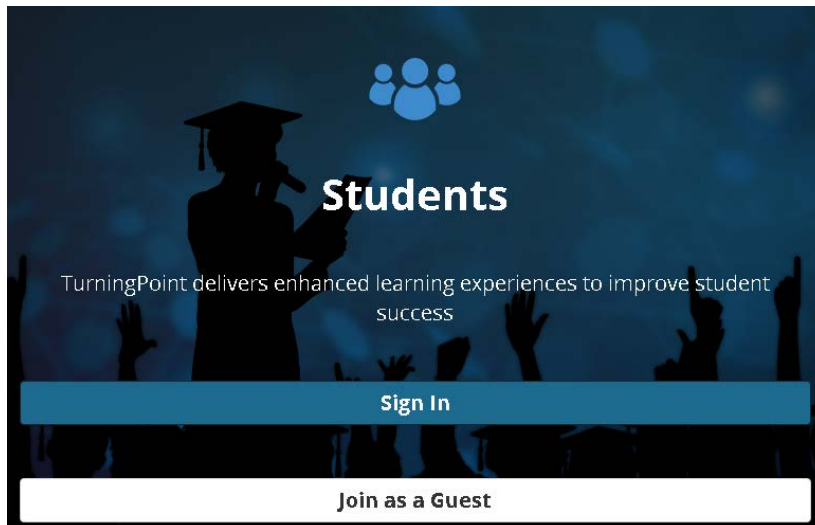 Students
TurningPoint delivers enhanced learning experiences to improve student
success
Sign In
Join as a Guest